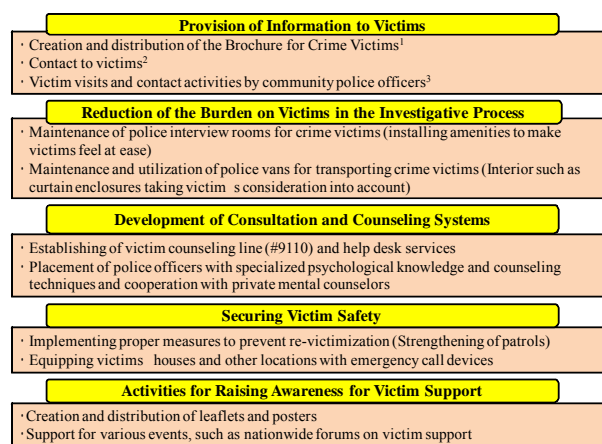 Provision of Information to Victims
· Creation and distribution of the Brochure for Crime Victims¹
· Contact to victims²
· Victim visits and contact activities by community police officers³
Reduction of the Burden on Victims in the Investigative Process
· Maintenance of police interview rooms for crime victims (installing amenities to make
victims feel at ease)
· Maintenance and utilization of police vans for transporting crime victims (Interior such as
curtain enclosures taking victim s consideration into account)
Development of Consultation and Counseling Systems
· Establishing of victim counseling line (#9110) and help desk services
· Placement of police officers with specialized psychological knowledge and counseling
techniques and cooperation with private mental counselors
Securing Victim Safety
· Implementing proper measures to prevent re-victimization (Strengthening of patrols)
· Equipping victims houses and other locations with emergency call devices
Activities for Raising Awareness for Victim Support
· Creation and distribution of leaflets and posters
· Support for various events, such as nationwide forums on victim support